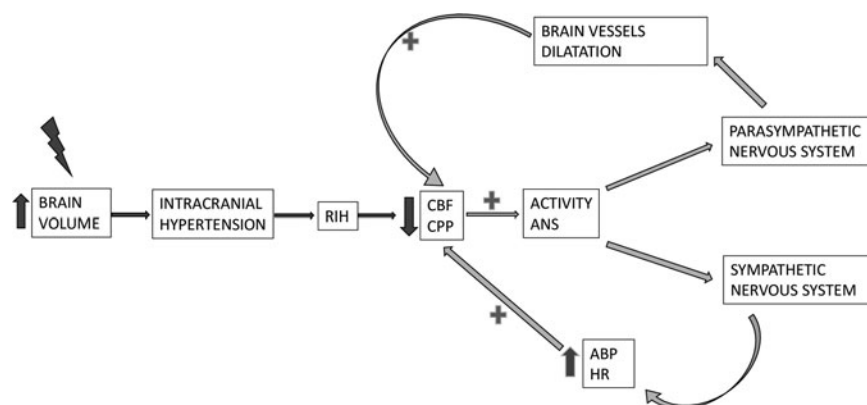 BRAIN VESSELS
DILATATION
+
PARASYMPATHETIC
NERVOUS SYSTEM
BRAIN
VOLUME
INTRACRANIAL
HYPERTENSION
RIH
CBF
CPP
+
ACTIVITY
ANS
SYMPATHETIC
NERVOUS SYSTEM
+
ABP
HR